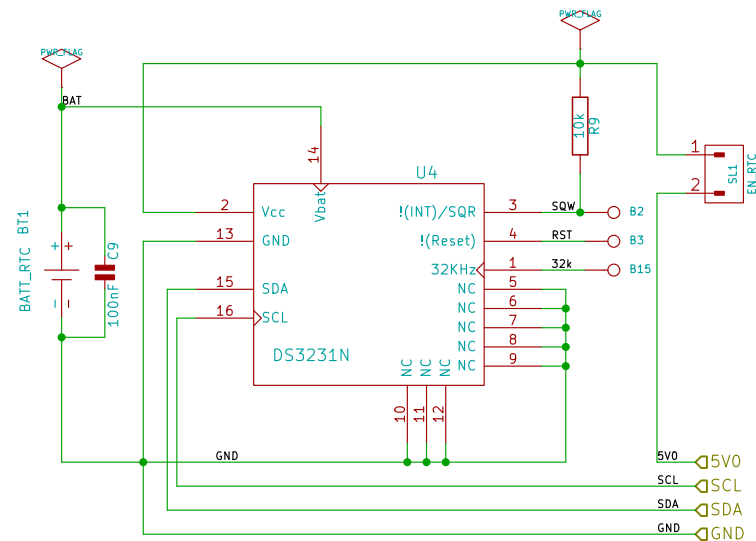 PWR_FLAG
PWR_FLAG
BAT
14
Vbat
U4
10k
R9
1
2
SL1
EN_RTC
2
Vcc
!(INT)/SQR
3
SQW
B2
13
GND
!(Reset)
4
RST
B3
32KHz
1
32k
B15
BATT_RTC BT1
+ +
- -
C9
100nF
15
SDA
NC
5
16
SCL
NC
6
NC
7
NC
8
NC
9
DS3231N
NC
NC
NC
10
11
12
GND
5V0
5V0
SCL
SCL
SDA
SDA
GND
GND